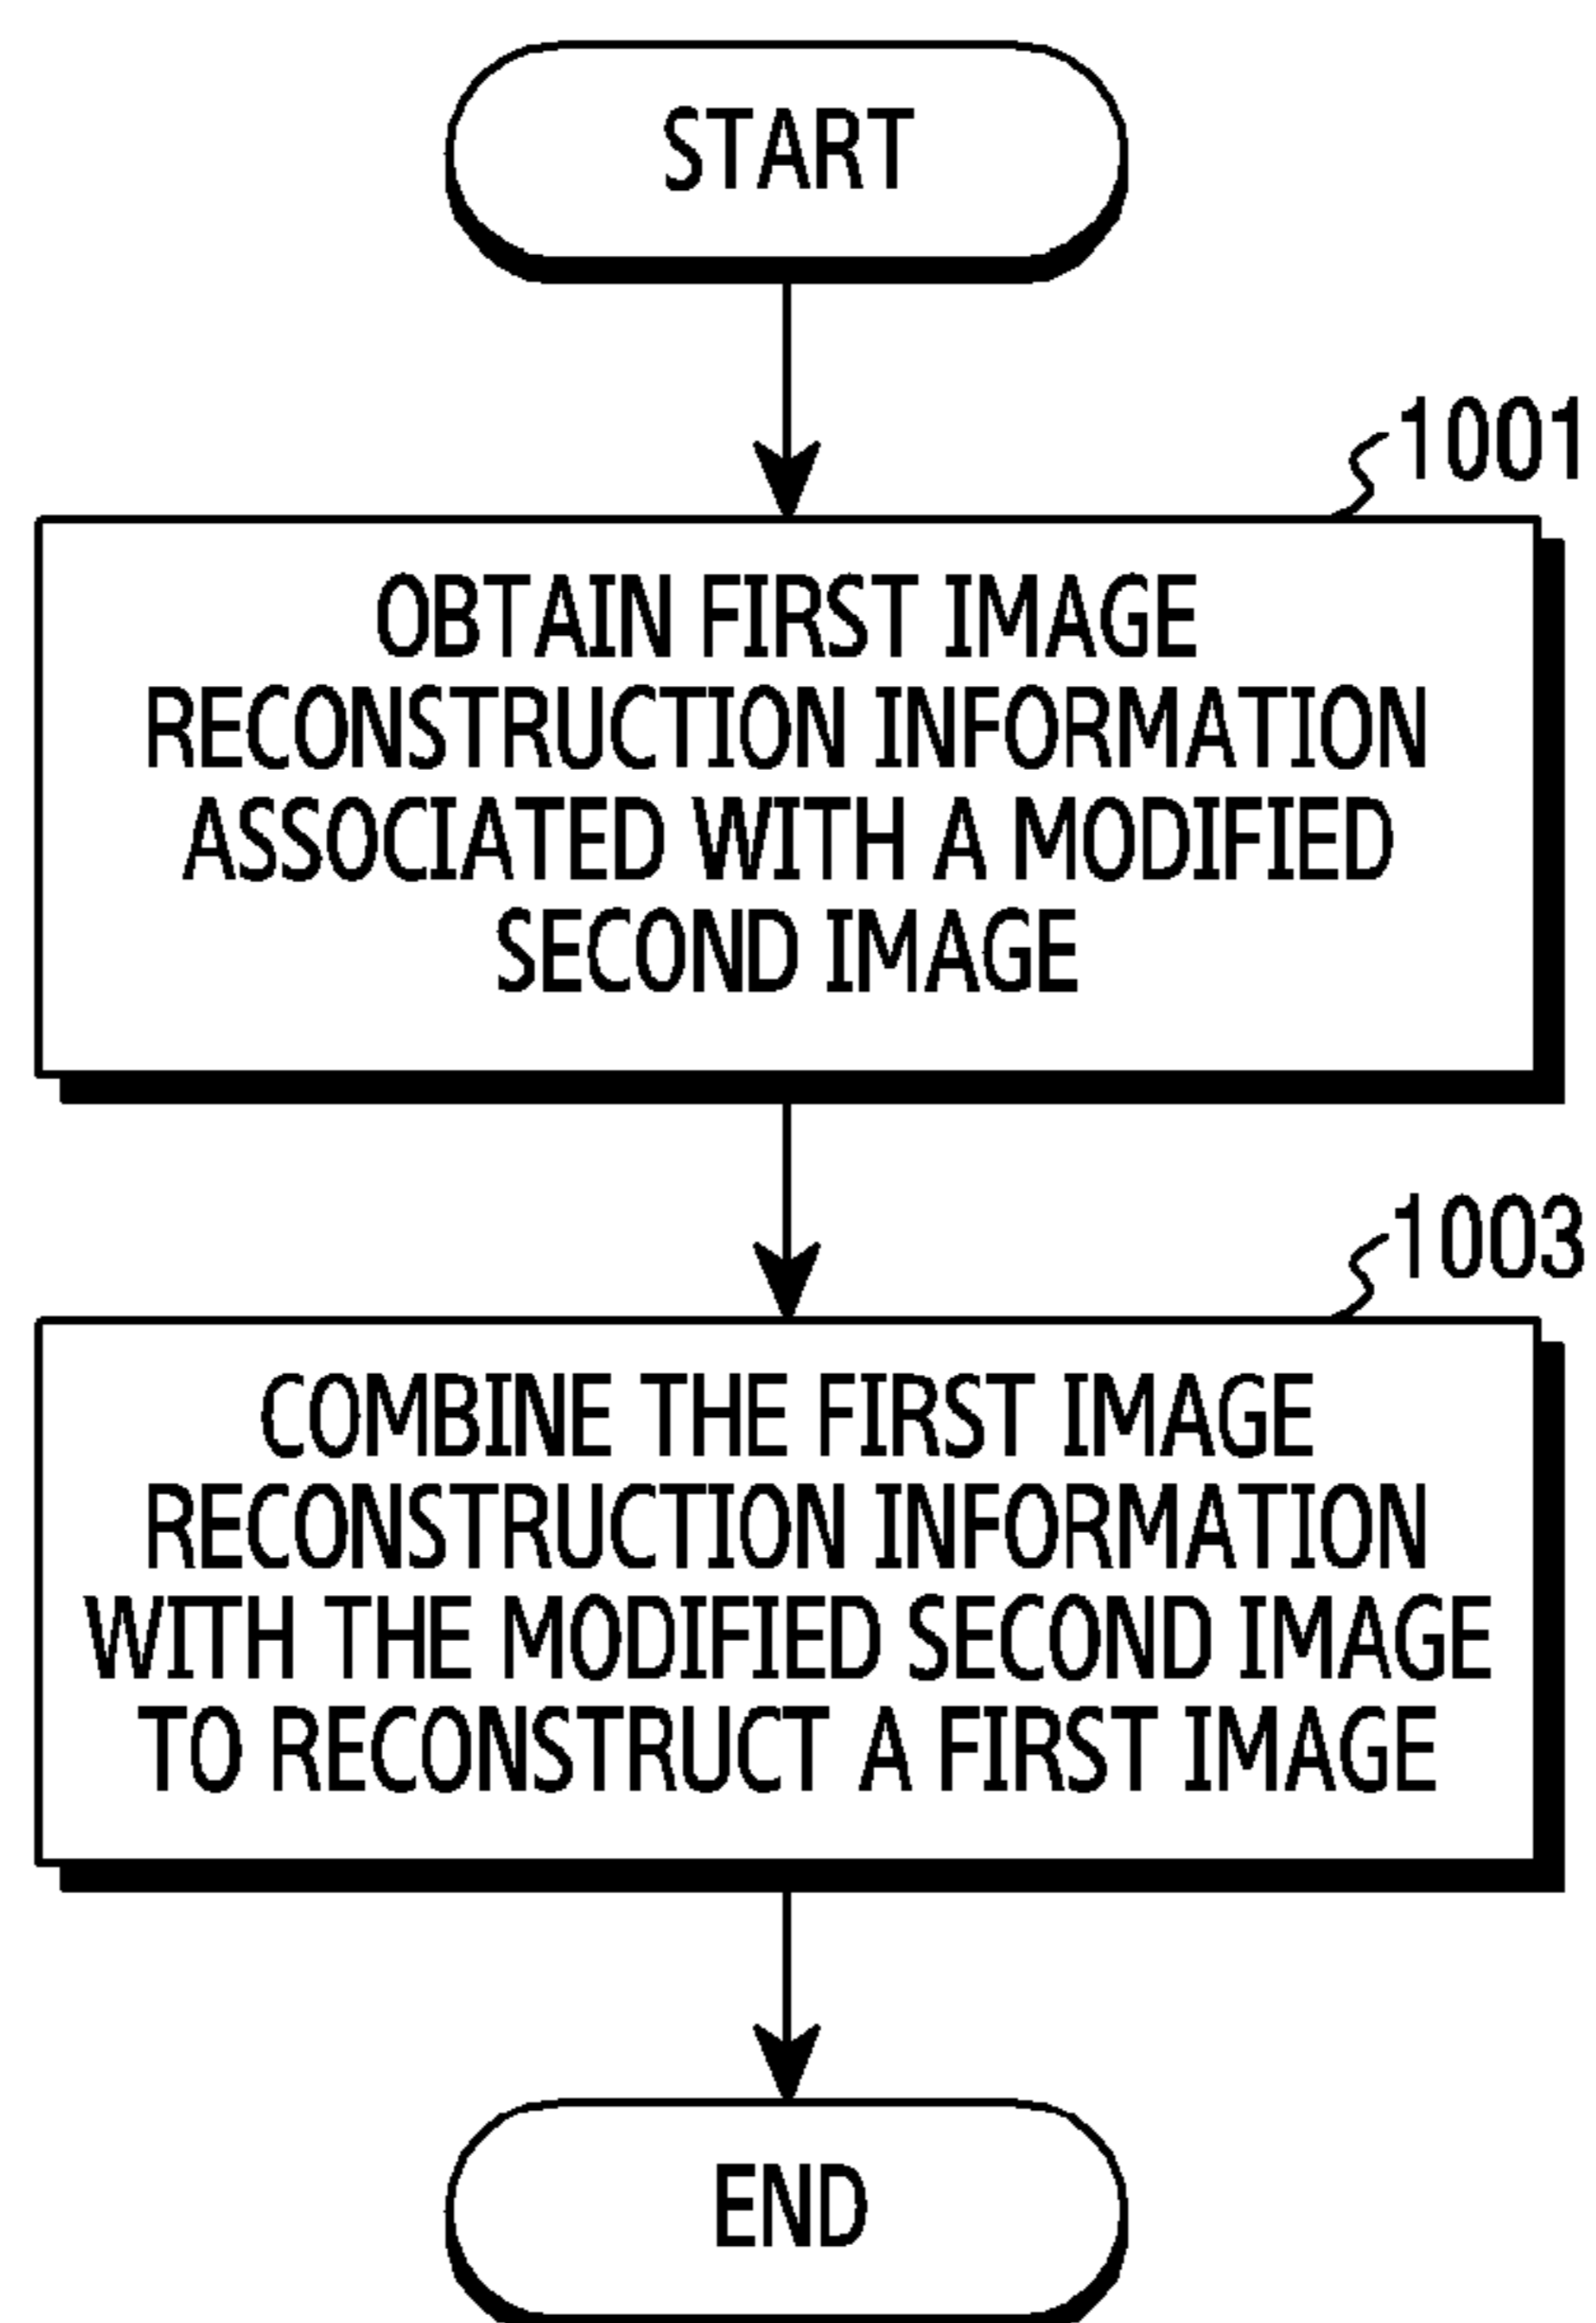 START
1001
OBTAIN FIRST IMAGE
RECONSTRUCTION INFORMATION
ASSOCIATED WITH A MODIFIED
SECOND IMAGE
1003
COMBINE THE FIRST IMAGE
RECONSTRUCTION INFORMATION
WITH THE MODIFIED SECOND IMAGE
TO RECONSTRUCT A FIRST IMAGE
END